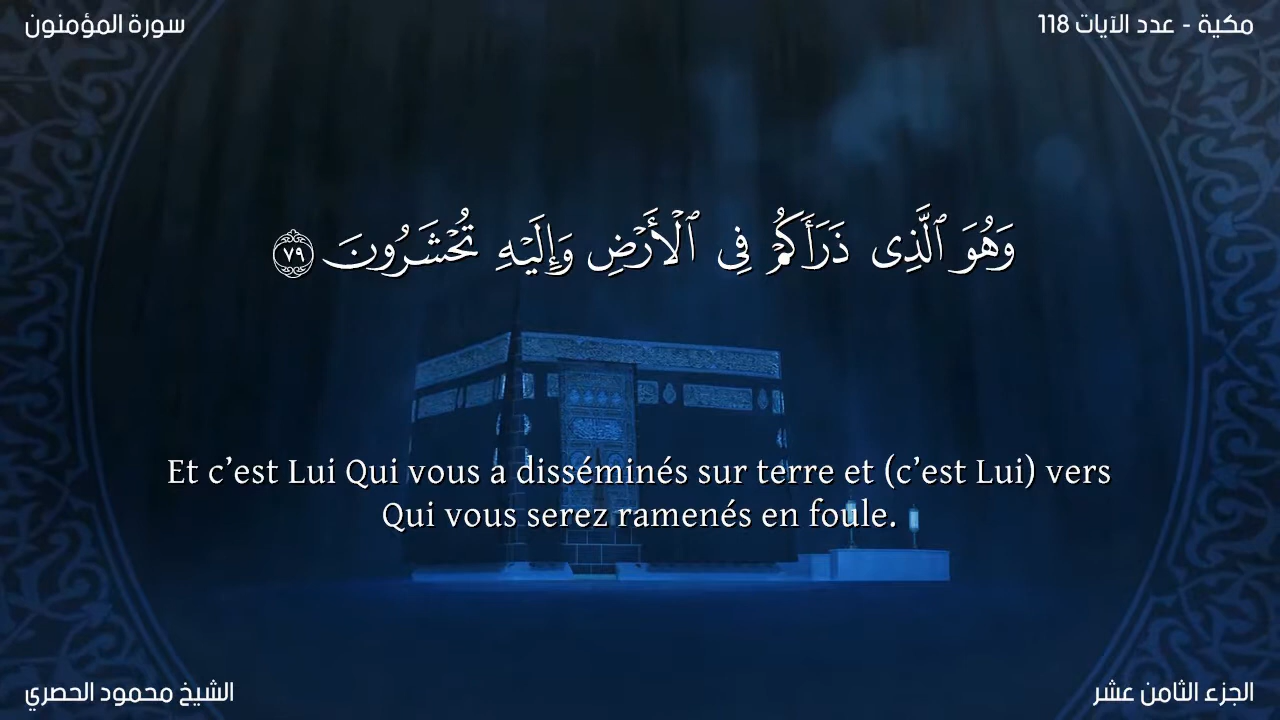 مكية - عدد الآيات 118
سورة المؤمنون
وَهُوَ ٱلَّذِى ذَرَأَكُمْ فِى ٱلْأَرْضِ وَإِلَيْهِ تُحْشَرُونَ ٧٩
Et c’est Lui Qui vous a disséminés sur terre et (c’est Lui) vers
Qui vous serez ramenés en foule.
الجزء الثامن عشر
الشيخ محمود الحصري